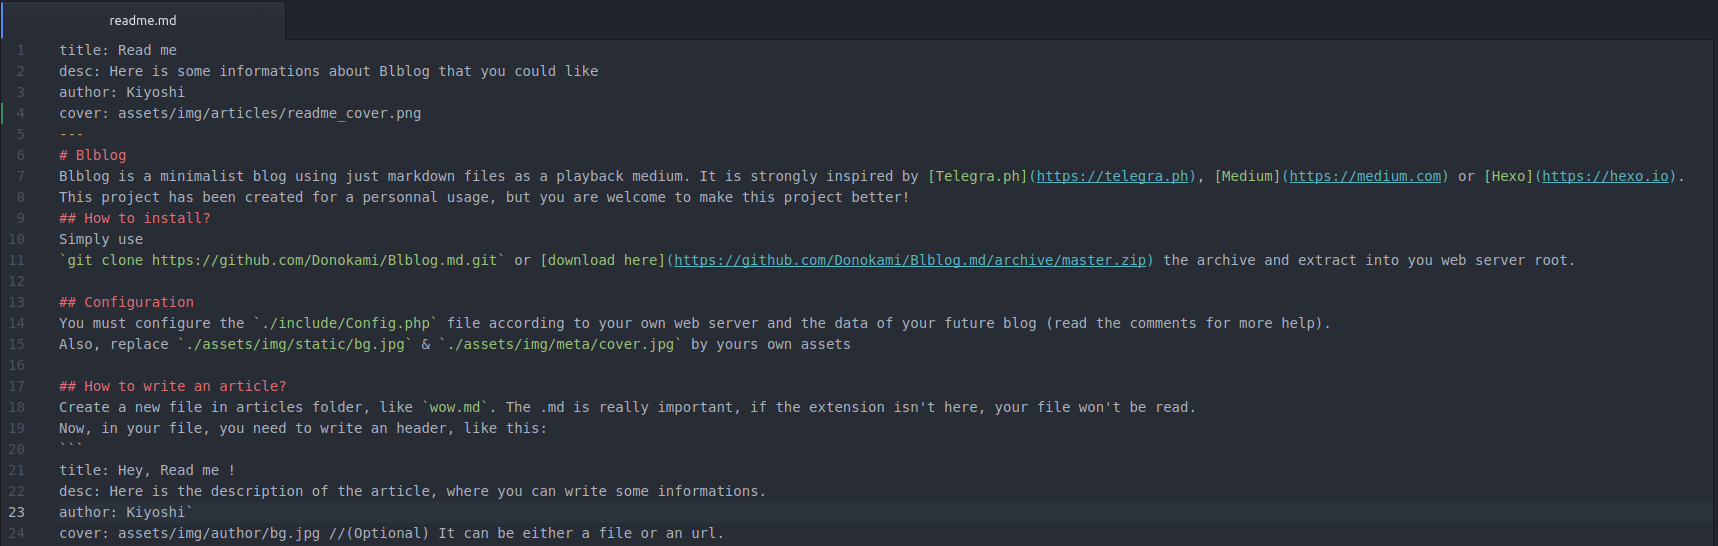 readme.md
1 title: Read me
2 desc: Here is some informations about Blblog that you could like
3 author: Kiyoshi
4 cover: assets/img/articles/readme_cover.png
5 ---
6 # Blblog
7 Blblog is a minimalist blog using just markdown files as a playback medium. It is strongly inspired by [Telegra.ph](https://telegra.ph), [Medium](https://medium.com) or [Hexo](https://hexo.io).
8 This project has been created for a personnal usage, but you are welcome to make this project better!
9 ## How to install?
10 Simply use
11 `git clone https://github.com/Donokami/Blblog.md.git` or [download here](https://github.com/Donokami/Blblog.md/archive/master.zip) the archive and extract into you web server root.
12
13 ## Configuration
14 You must configure the `./include/Config.php` file according to your own web server and the data of your future blog (read the comments for more help).
15 Also, replace `./assets/img/static/bg.jpg` & `./assets/img/meta/cover.jpg` by yours own assets
16
17 ## How to write an article?
18 Create a new file in articles folder, like `wow.md`. The .md is really important, if the extension isn't here, your file won't be read.
19 Now, in your file, you need to write an header, like this:
20 ```
21 title: Hey, Read me !
22 desc: Here is the description of the article, where you can write some informations.
23 author: Kiyoshi`
24 cover: assets/img/author/bg.jpg //(Optional) It can be either a file or an url.